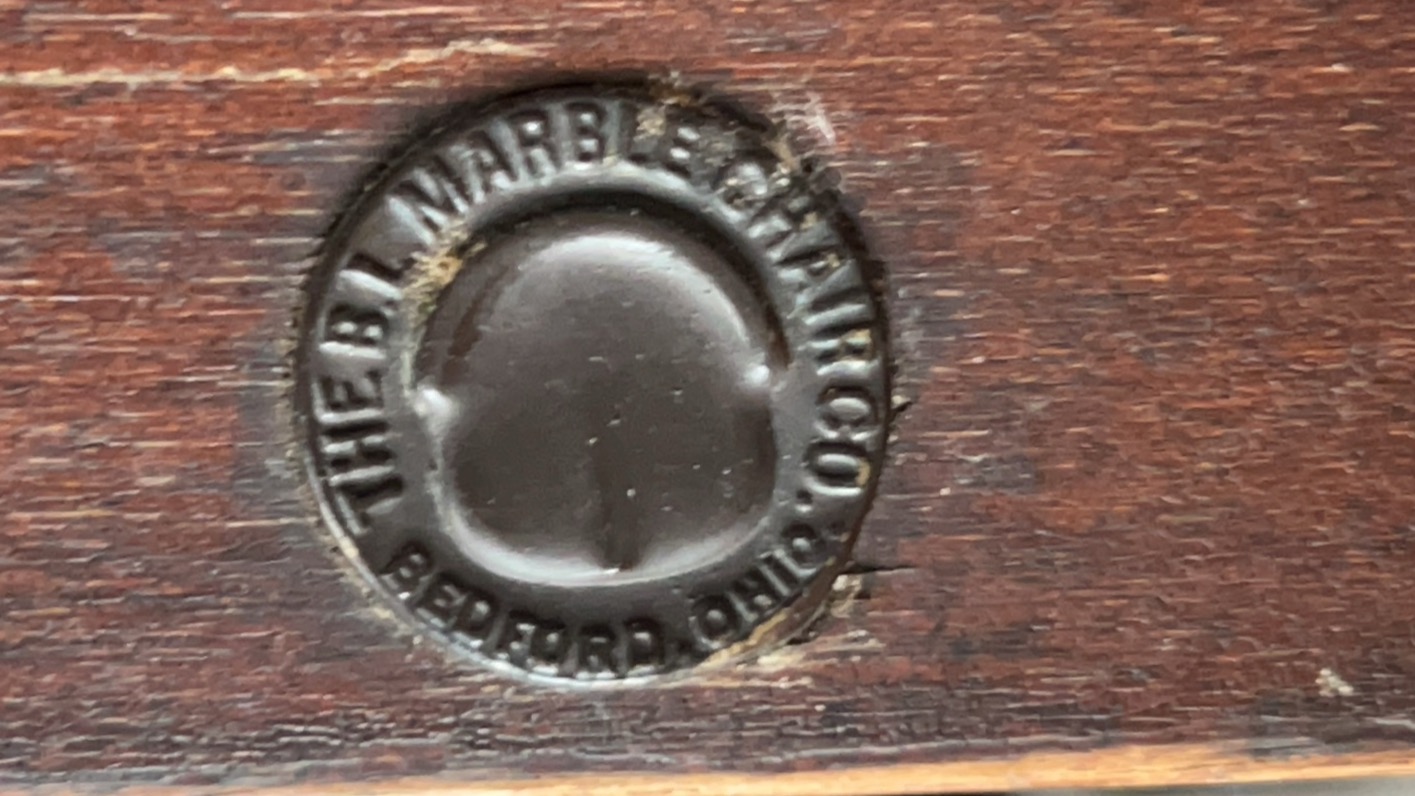 THE B. L. MARBLE CHAIR CO.
BEDFORD, OHIO.